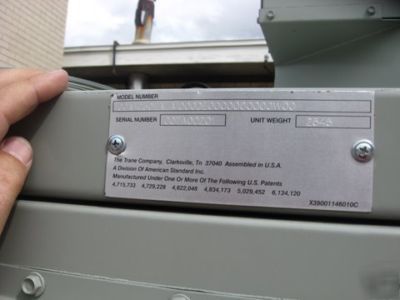 MODEL NUMBER
SERIAL NUMBER UNIT WEIGHT
The Trane Company, Clarksville, Tn 37040 Assembled in U.S.A.
A Division Of American Standard Inc.
Manufactured Under One Or More Of The Following U.S. Patents
4,715,733 4,729,228 4,622,048 4,834,173 5,029,452 6,134,120
X39001146010C